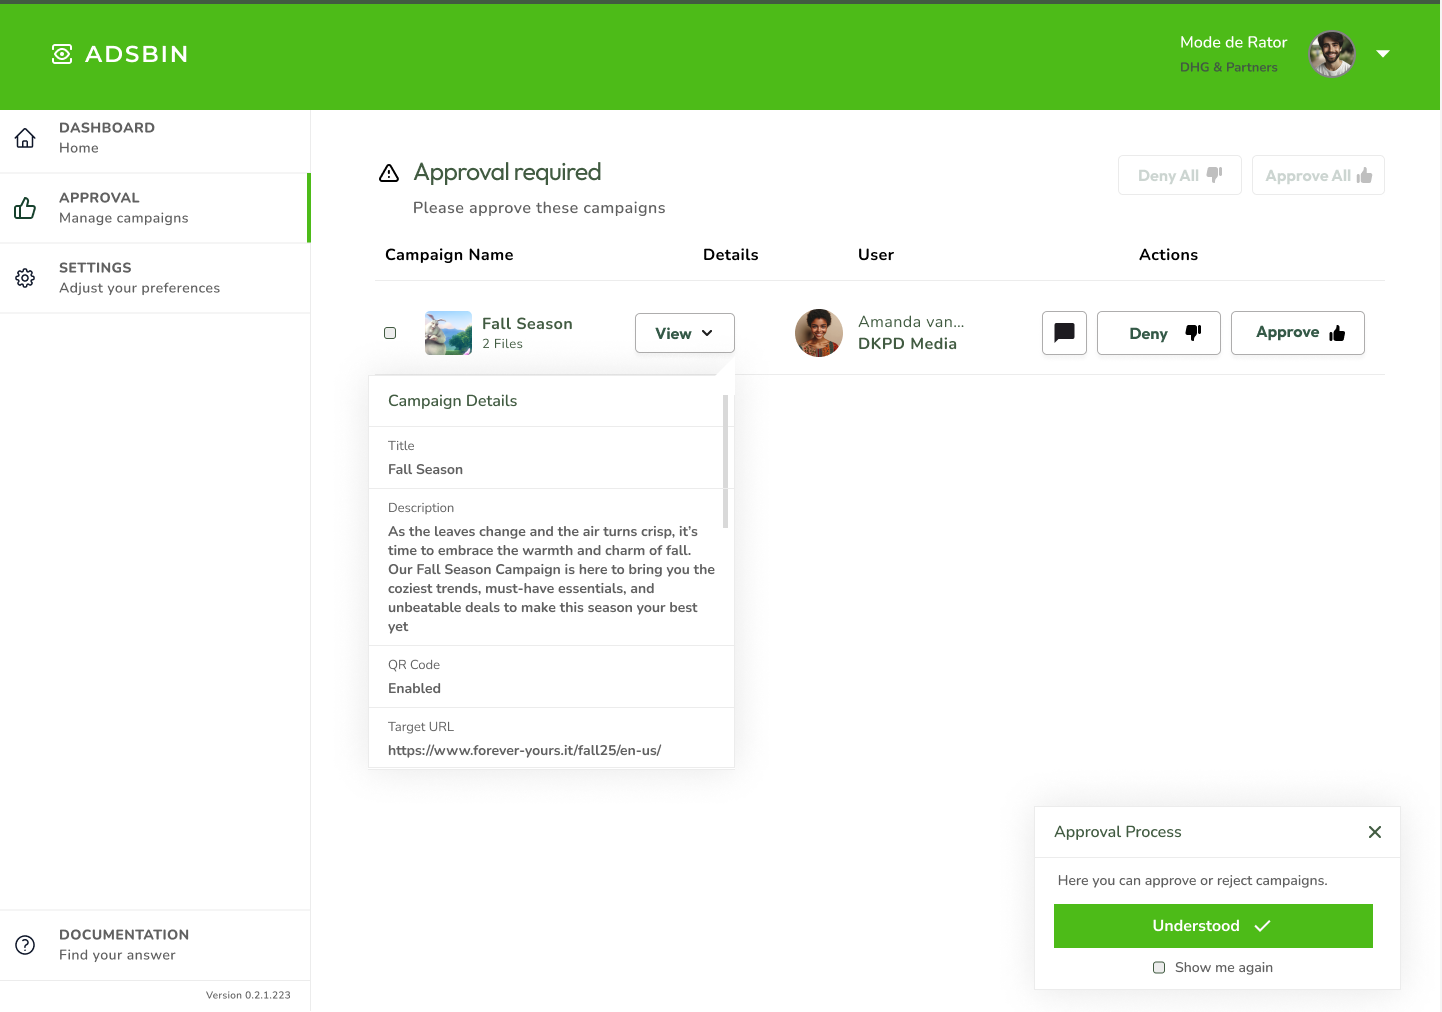 ADSBIN
Mode de Rator
DHG & Partners
DASHBOARD
Home
APPROVAL
Manage campaigns
SETTINGS
Adjust your preferences
Approval required
Please approve these campaigns
Deny All
Approve All
Campaign Name
Details
User
Actions
Fall Season
2 Files
View
Amanda van...
DKPD Media
Deny
Approve
Campaign Details
Title
Fall Season
Description
As the leaves change and the air turns crisp, it’s
time to embrace the warmth and charm of fall.
Our Fall Season Campaign is here to bring you the
coziest trends, must-have essentials, and
unbeatable deals to make this season your best
yet
QR Code
Enabled
Target URL
https://www.forever-yours.it/fall25/en-us/
Approval Process
Here you can approve or reject campaigns.
Understood
Show me again
DOCUMENTATION
Find your answer
Version 0.2.1.223